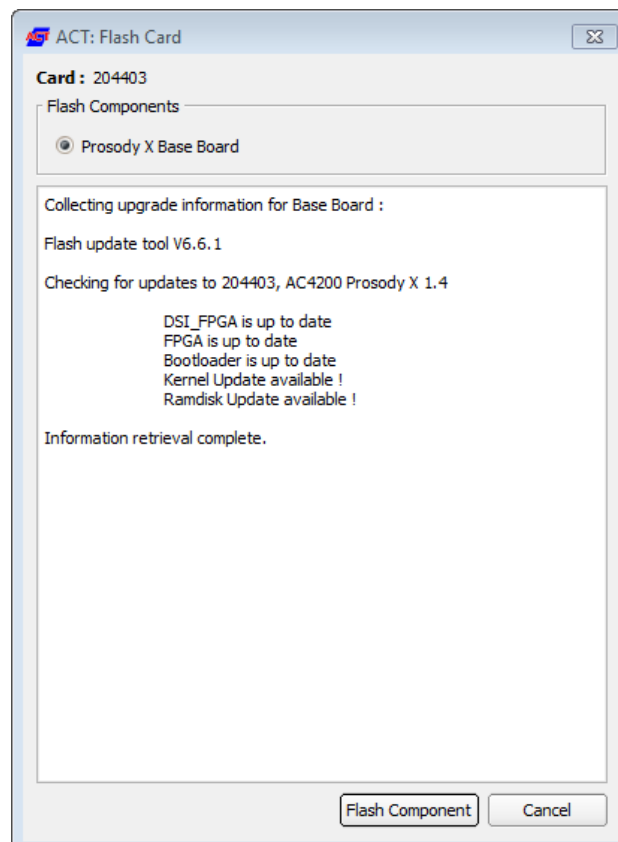 ACT: Flash Card
Card : 204403
Flash Components
Prosody X Base Board
Collecting upgrade information for Base Board :
Flash update tool V6.6.1
Checking for updates to 204403, AC4200 Prosody X 1.4
DSI_FPGA is up to date
FPGA is up to date
Bootloader is up to date
Kernel Update available !
Ramdisk Update available !
Information retrieval complete.
Flash Component
Cancel